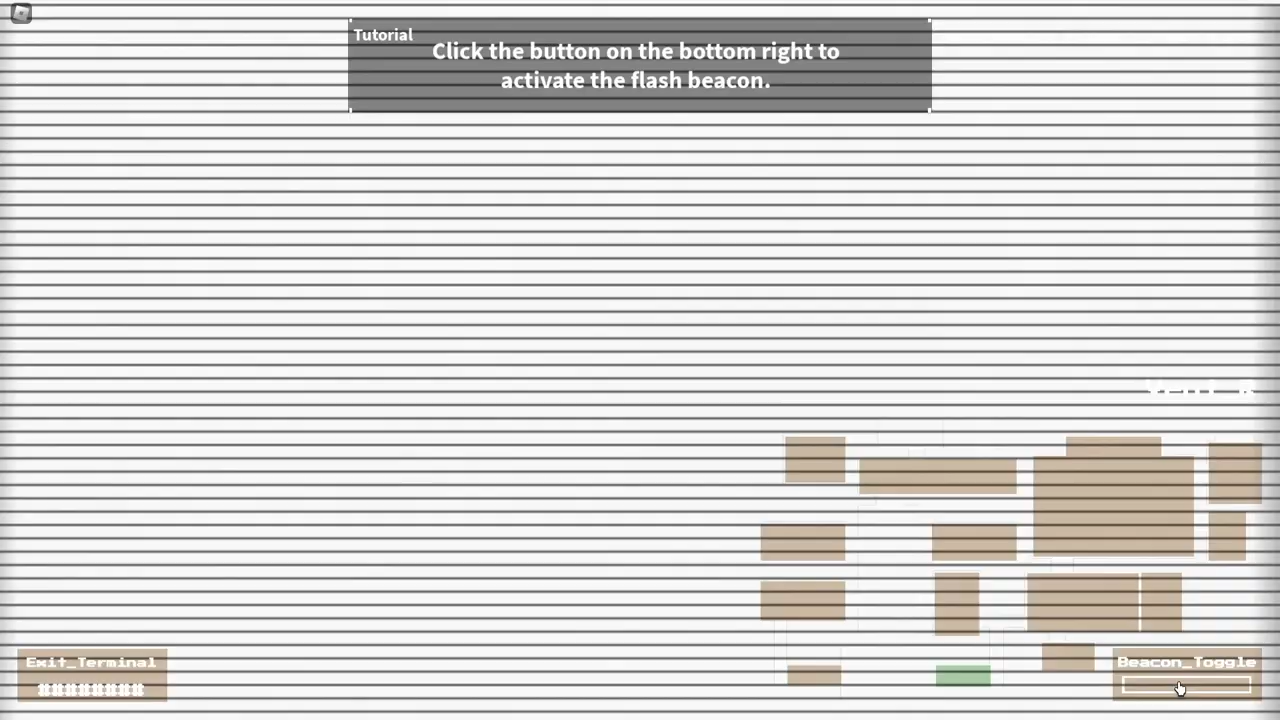 Tutorial
Click the button on the bottom right to
activate the flash beacon.
Exit_Terminal
########
Beacon_Toggle